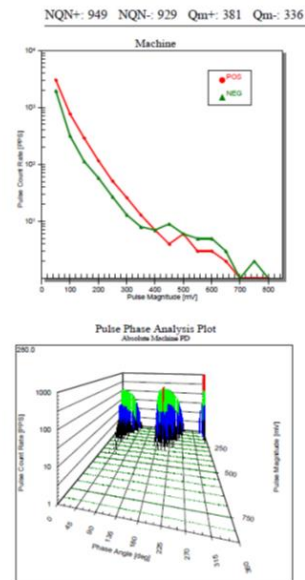 NQN+: 949 NQN-: 929 Qm+: 381 Qm-: 336
Machine
10⁴
10³
10²
10¹
Pulse Count Rate [PPS]
POS
NEG
0 100 200 300 400 500 600 700 800
Pulse Magnitude [mV]
Pulse Phase Analysis Plot
Absolute Machine PD
280.0
1000
100
10
1
Pulse Count Rate [PPS]
0 45 90 135 180 225 270 315
Phase Angle [deg]
250
500
750
Pulse Magnitude [mV]